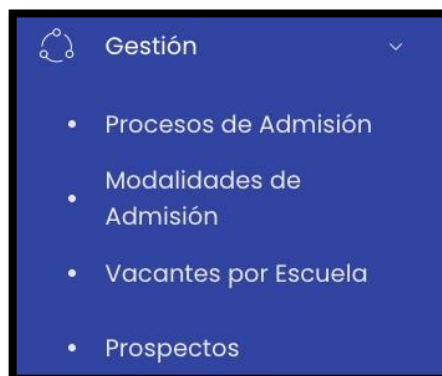 Gestión
Procesos de Admisión
Modalidades de
Admisión
Vacantes por Escuela
Prospectos